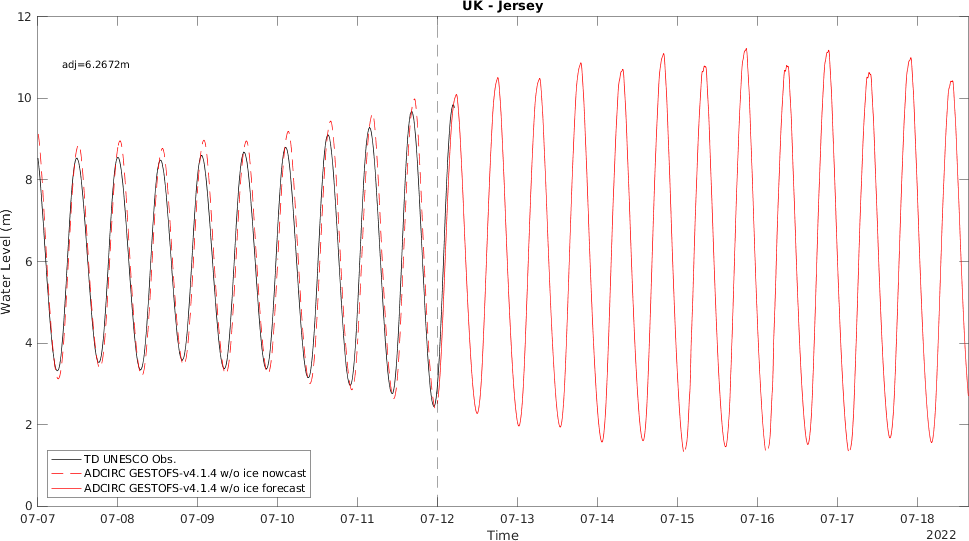 UK - Jersey
12
adj=6.2672m
10
8
6
4
2
0
Water Level (m)
TD UNESCO Obs.
ADCIRC GESTOFS-v4.1.4 w/o ice nowcast
ADCIRC GESTOFS-v4.1.4 w/o ice forecast
07-07 07-08 07-09 07-10 07-11 07-12 07-13 07-14 07-15 07-16 07-17 07-18
Time
2022